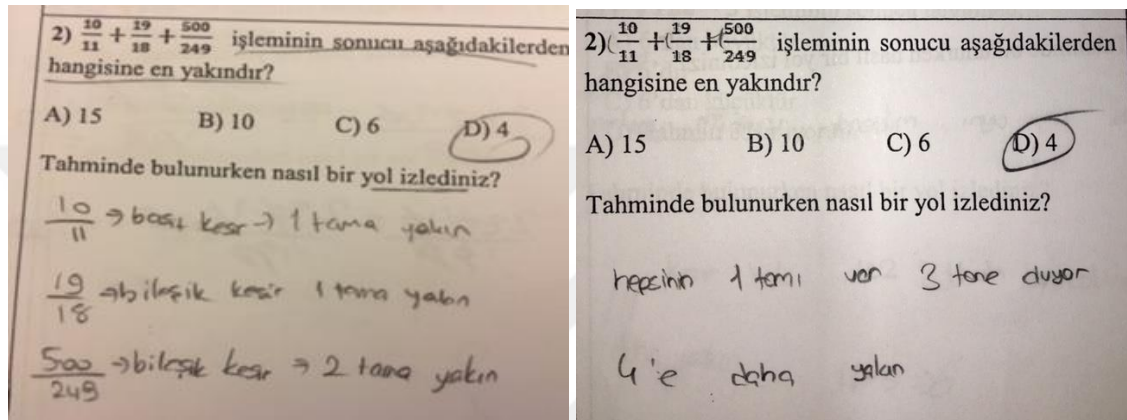 2) 10/11 + 19/18 + 500/249 işleminin sonucu aşağıdakilerden
hangisine en yakındır?
A) 15 B) 10 C) 6 D) 4
Tahminde bulunurken nasıl bir yol izlediniz?
10/11 → basit kesr → 1 tama yakın
19/18 → bileşik kesir 1 tama yakın
500/249 → bileşik kesir → 2 tama yakın
2) ( 10/11 + ( 19/18 + ( 500/249 işleminin sonucu aşağıdakilerden
hangisine en yakındır?
A) 15 B) 10 C) 6 D) 4
Tahminde bulunurken nasıl bir yol izlediniz?
hepsinin 1 tamı var 3 tane duyor
4'e daha yakın